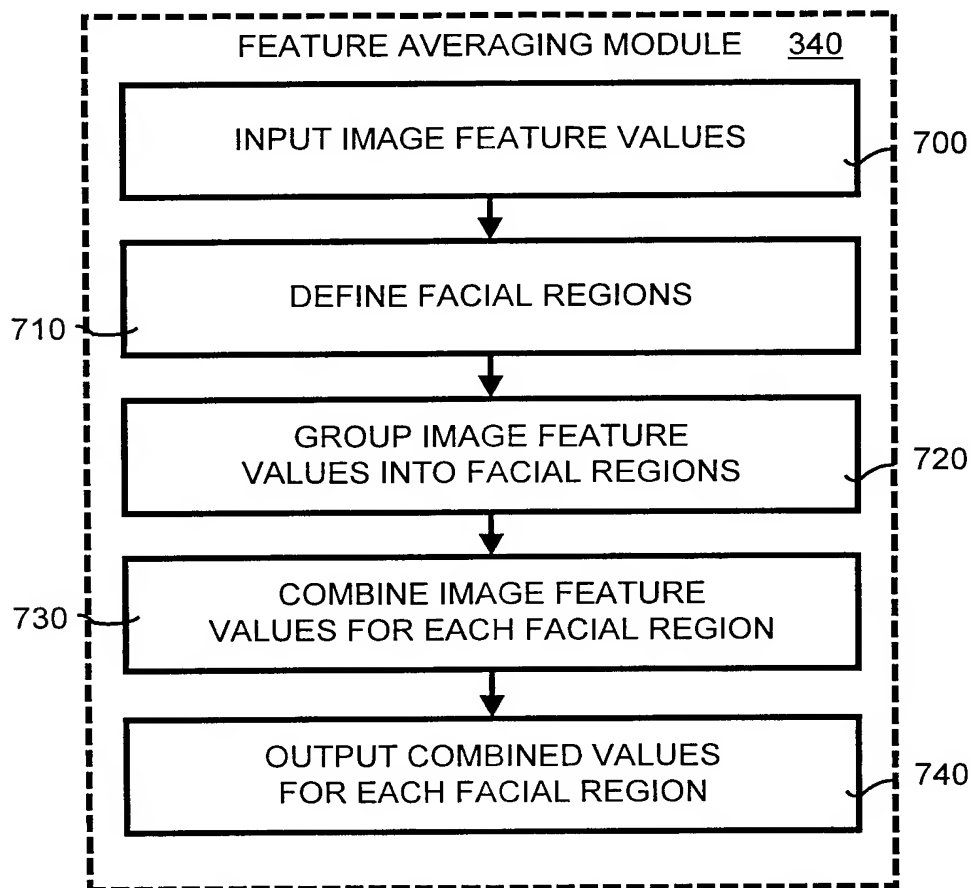 FEATURE AVERAGING MODULE 340
INPUT IMAGE FEATURE VALUES
700
DEFINE FACIAL REGIONS
710
GROUP IMAGE FEATURE
VALUES INTO FACIAL REGIONS
720
COMBINE IMAGE FEATURE
VALUES FOR EACH FACIAL REGION
730
OUTPUT COMBINED VALUES
FOR EACH FACIAL REGION
740